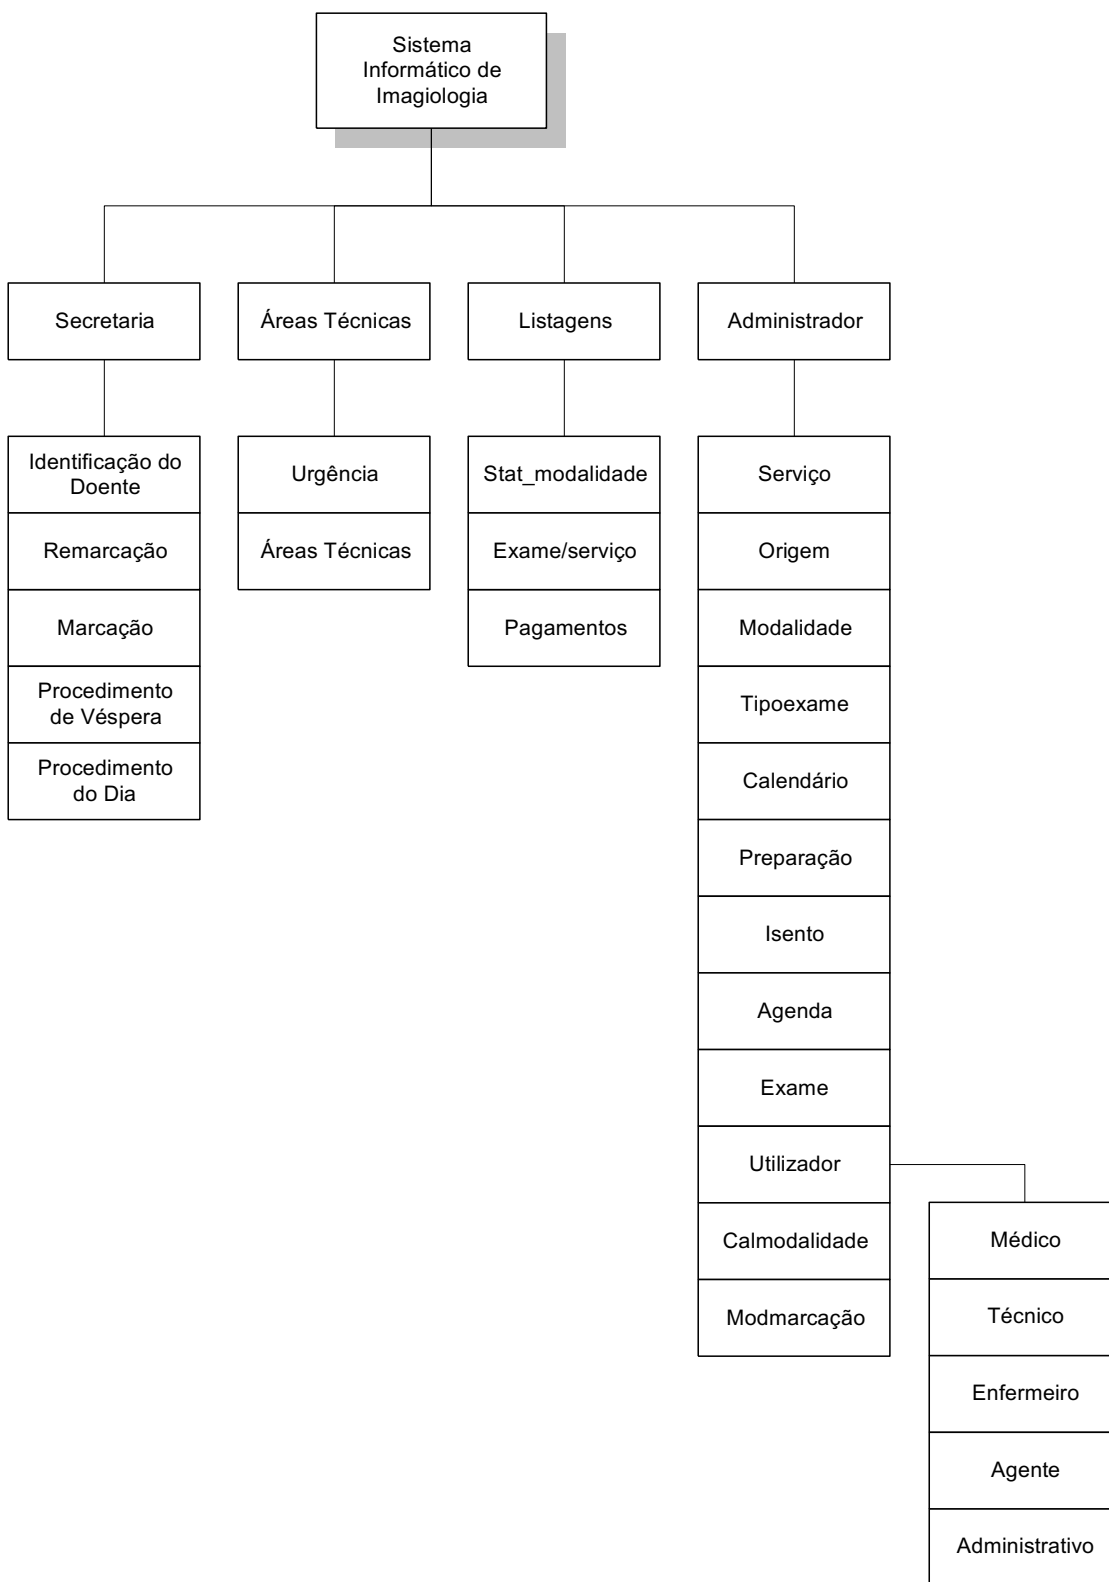 Sistema
Informático de
Imagiologia
Secretaria
Áreas Técnicas
Listagens
Administrador
Identificação do
Doente
Remarcação
Marcação
Procedimento
de Véspera
Procedimento
do Dia
Urgência
Áreas Técnicas
Stat_modalidade
Exame/serviço
Pagamentos
Serviço
Origem
Modalidade
Tipoexame
Calendário
Preparação
Isento
Agenda
Exame
Utilizador
Calmodalidade
Modmarcação
Médico
Técnico
Enfermeiro
Agente
Administrativo